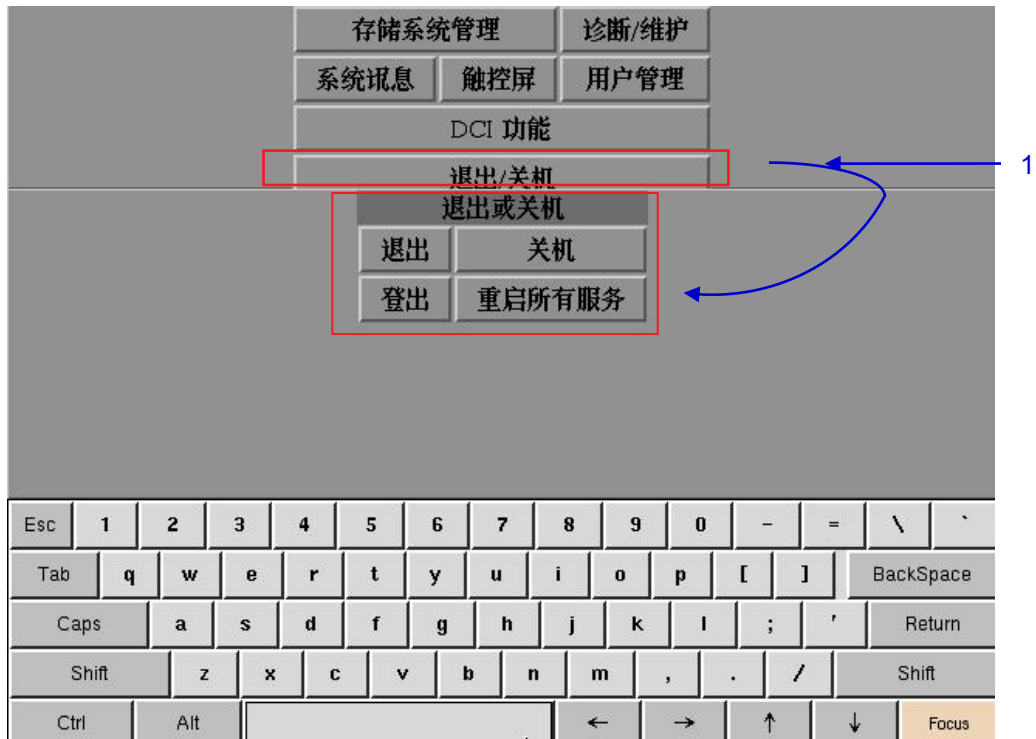 存储系统管理 诊断/维护
系统讯息 触控屏 用户管理
DCI 功能
退出/关机
1
退出或关机
退出 关机
登出 重启所有服务
Esc 1 2 3 4 5 6 7 8 9 0 - = \ `
Tab q w e r t y u i o p [ ] BackSpace
Caps a s d f g h j k l ; ' Return
Shift z x c v b n m , . / Shift
Ctrl Alt ← → ↑ ↓ Focus